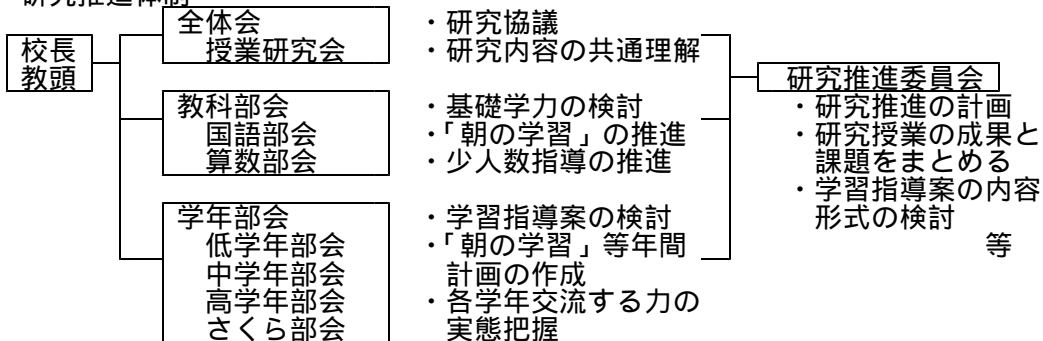 研究推進体制
校長
教頭
全体会
授業研究会
・研究協議
・研究内容の共通理解
教科部会
国語部会
算数部会
・基礎学力の検討
・「朝の学習」の推進
・少人数指導の推進
学年部会
低学年部会
中学年部会
高学年部会
さくら部会
・学習指導案の検討
・「朝の学習」等年間
計画の作成
・各学年交流する力の
実態把握
研究推進委員会
・研究推進の計画
・研究授業の成果と
課題をまとめる
・学習指導案の内容
形式の検討
等